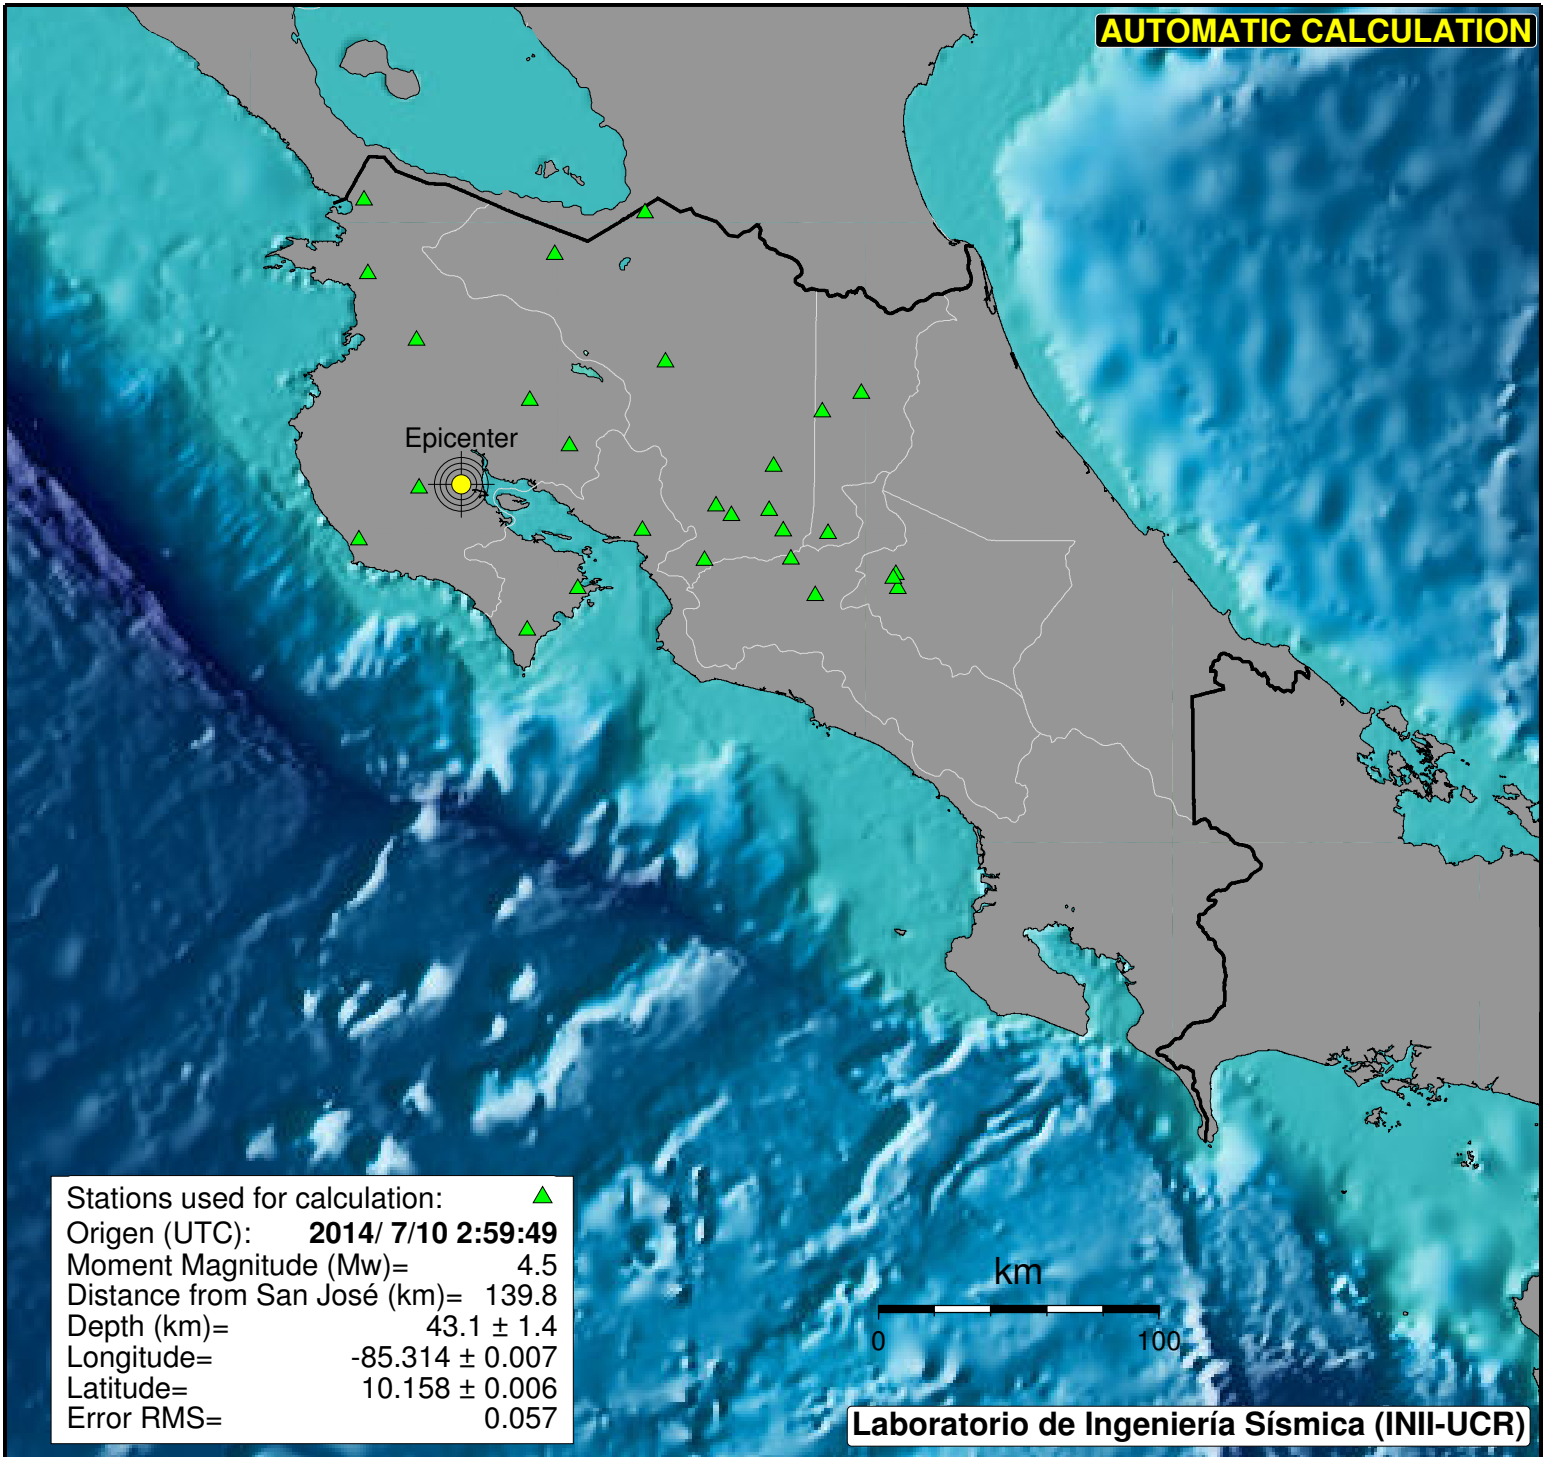 AUTOMATIC CALCULATION
Epicenter
Stations used for calculation:
Origen (UTC): 2014/ 7/10 2:59:49
Moment Magnitude (Mw)= 4.5
Distance from San José (km)= 139.8
Depth (km)= 43.1 ± 1.4
Longitude= -85.314 ± 0.007
Latitude= 10.158 ± 0.006
Error RMS= 0.057
km
0 100
Laboratorio de Ingeniería Sísmica (INII-UCR)